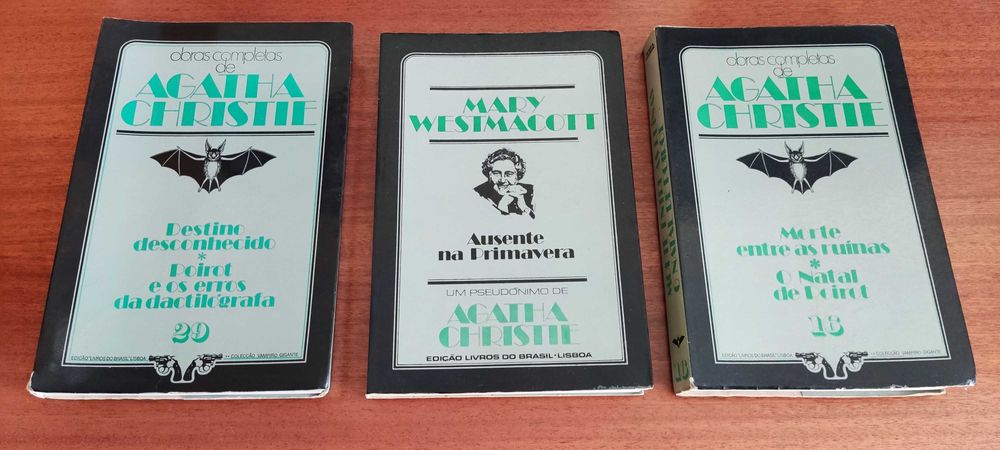 obras completas
de
AGATHA
CHRISTIE
Destino
desconhecido
*
Poirot
e os erros
da dactilógrafa
29
EDIÇÃO "LIVROS DO BRASIL" LISBOA
** COLECÇÃO VAMPIRO GIGANTE
MARY
WESTMACOTT
Ausente
na Primavera
UM PSEUDÓNIMO DE
AGATHA
CHRISTIE
EDIÇÃO LIVROS DO BRASIL · LISBOA
obras completas
de
AGATHA
CHRISTIE
Morte
entre as ruínas
*
O Natal
de Poirot
16
EDIÇÃO "LIVROS DO BRASIL" LISBOA
** COLECÇÃO VAMPIRO GIGANTE